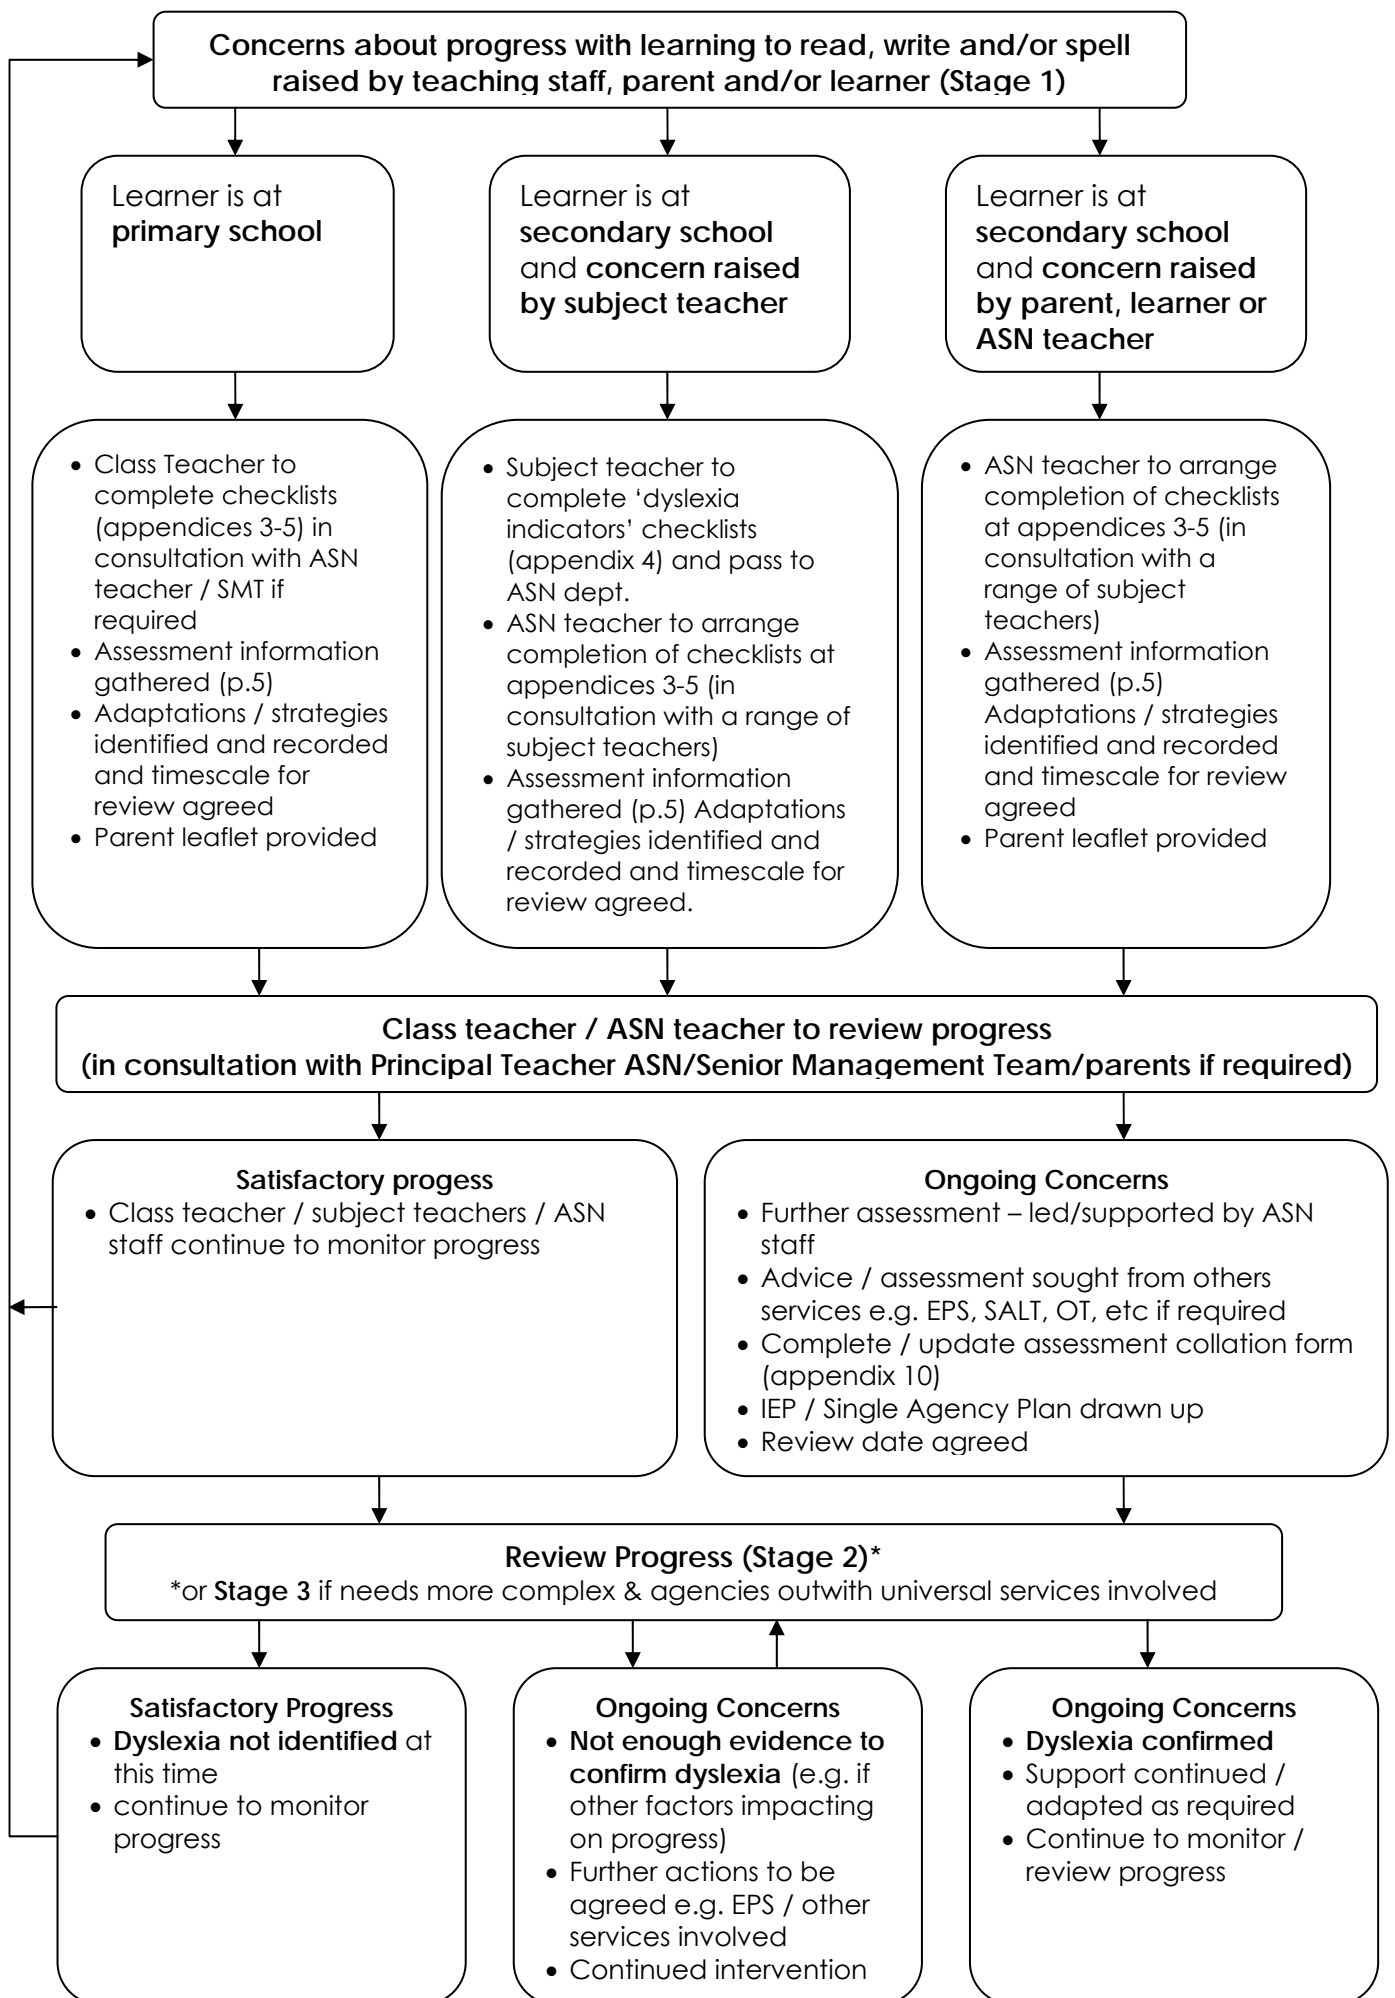 Concerns about progress with learning to read, write and/or spell
raised by teaching staff, parent and/or learner (Stage 1)
Learner is at
primary school
Learner is at
secondary school
and concern raised
by subject teacher
Learner is at
secondary school
and concern raised
by parent, learner or
ASN teacher
• Class Teacher to
complete checklists
(appendices 3-5) in
consultation with ASN
teacher / SMT if
required
• Assessment information
gathered (p.5)
• Adaptations / strategies
identified and recorded
and timescale for
review agreed
• Parent leaflet provided
• Subject teacher to
complete ‘dyslexia
indicators’ checklists
(appendix 4) and pass to
ASN dept.
• ASN teacher to arrange
completion of checklists at
appendices 3-5 (in
consultation with a range of
subject teachers)
• Assessment information
gathered (p.5) Adaptations
/ strategies identified and
recorded and timescale for
review agreed.
• ASN teacher to arrange
completion of checklists
at appendices 3-5 (in
consultation with a
range of subject
teachers)
• Assessment information
gathered (p.5)
Adaptations / strategies
identified and recorded
and timescale for review
agreed
• Parent leaflet provided
Class teacher / ASN teacher to review progress
(in consultation with Principal Teacher ASN/Senior Management Team/parents if required)
Satisfactory progess
• Class teacher / subject teachers / ASN
staff continue to monitor progress
Ongoing Concerns
• Further assessment – led/supported by ASN
staff
• Advice / assessment sought from others
services e.g. EPS, SALT, OT, etc if required
• Complete / update assessment collation form
(appendix 10)
• IEP / Single Agency Plan drawn up
• Review date agreed
Review Progress (Stage 2)*
*or Stage 3 if needs more complex & agencies outwith universal services involved
Satisfactory Progress
• Dyslexia not identified at
this time
• continue to monitor
progress
Ongoing Concerns
• Not enough evidence to
confirm dyslexia (e.g. if
other factors impacting
on progress)
• Further actions to be
agreed e.g. EPS / other
services involved
• Continued intervention
Ongoing Concerns
• Dyslexia confirmed
• Support continued /
adapted as required
• Continue to monitor /
review progress